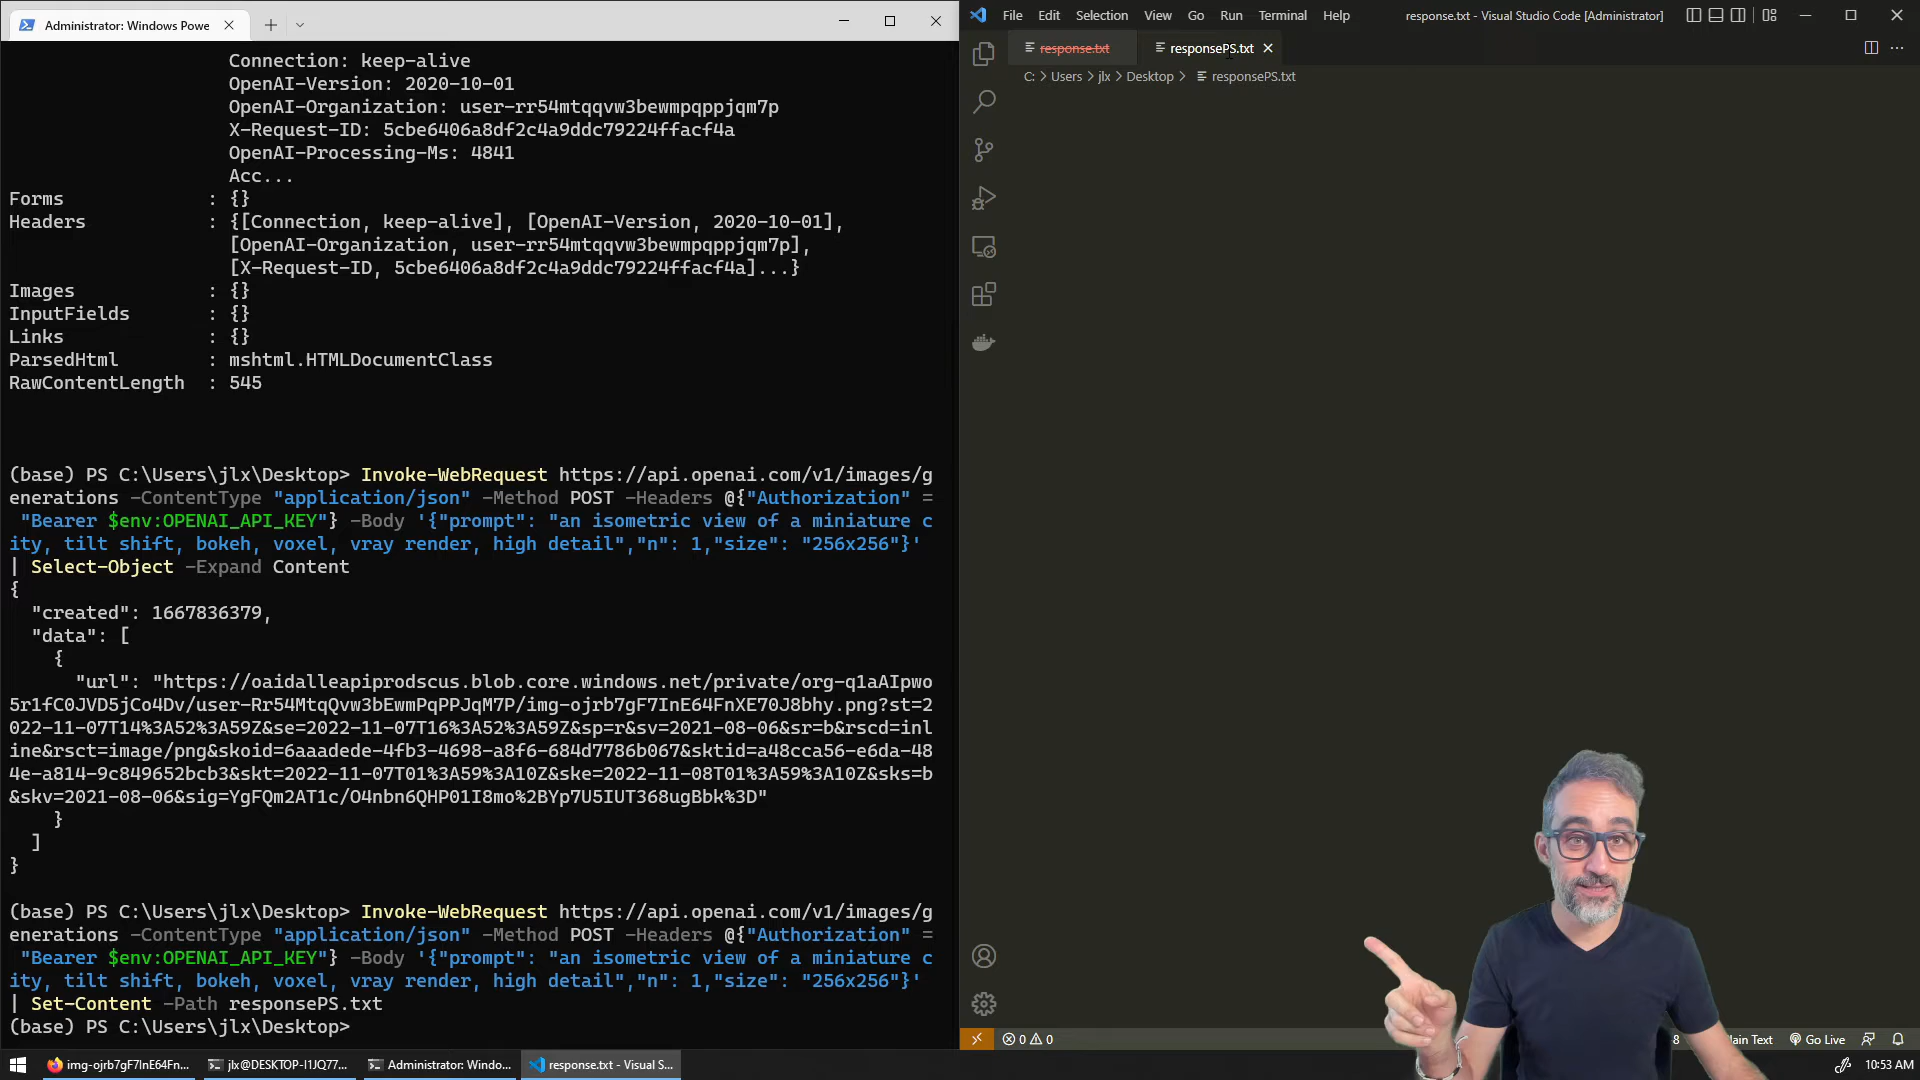 Administrator: Windows Powe
Connection: keep-alive
OpenAI-Version: 2020-10-01
OpenAI-Organization: user-rr54mtqqvw3bewmpqppjqm7p
X-Request-ID: 5cbe6406a8df2c4a9ddc79224ffacf4a
OpenAI-Processing-Ms: 4841
Acc...
Forms : {}
Headers : {[Connection, keep-alive], [OpenAI-Version, 2020-10-01],
[OpenAI-Organization, user-rr54mtqqvw3bewmpqppjqm7p],
[X-Request-ID, 5cbe6406a8df2c4a9ddc79224ffacf4a]...}
Images : {}
InputFields : {}
Links : {}
ParsedHtml : mshtml.HTMLDocumentClass
RawContentLength : 545
(base) PS C:\Users\jlx\Desktop> Invoke-WebRequest https://api.openai.com/v1/images/g
enerations -ContentType "application/json" -Method POST -Headers @{"Authorization" =
"Bearer $env:OPENAI_API_KEY"} -Body '{"prompt": "an isometric view of a miniature c
ity, tilt shift, bokeh, voxel, vray render, high detail","n": 1,"size": "256x256"}'
| Select-Object -Expand Content
{
"created": 1667836379,
"data": [
{
"url": "https://oaidalleapiprodscus.blob.core.windows.net/private/org-q1aAIpwo
5r1fC0JVD5jCo4Dv/user-Rr54MtqQvw3bEwmPqPPJqM7P/img-ojrb7gF7InE64FnXE70J8bhy.png?st=2
022-11-07T14%3A52%3A59Z&se=2022-11-07T16%3A52%3A59Z&sp=r&sv=2021-08-06&sr=b&rscd=inl
ine&rsct=image/png&skoid=6aaadede-4fb3-4698-a8f6-684d7786b067&sktid=a48cca56-e6da-48
4e-a814-9c849652bcb3&skt=2022-11-07T01%3A59%3A10Z&ske=2022-11-08T01%3A59%3A10Z&sks=b
&skv=2021-08-06&sig=YgFQm2AT1c/O4nbn6QHP01I8mo%2BYp7U5IUT368ugBbk%3D"
}
]
}
(base) PS C:\Users\jlx\Desktop> Invoke-WebRequest https://api.openai.com/v1/images/g
enerations -ContentType "application/json" -Method POST -Headers @{"Authorization" =
"Bearer $env:OPENAI_API_KEY"} -Body '{"prompt": "an isometric view of a miniature c
ity, tilt shift, bokeh, voxel, vray render, high detail","n": 1,"size": "256x256"}'
| Set-Content -Path responsePS.txt
(base) PS C:\Users\jlx\Desktop>
File Edit Selection View Go Run Terminal Help response.txt - Visual Studio Code [Administrator]
response.txt responsePS.txt
C: > Users > jlx > Desktop > responsePS.txt
0 0 8 ain Text Go Live
img-ojrb7gF7InE64Fn... jlx@DESKTOP-I1JQ77... Administrator: Windo... response.txt - Visual S... 10:53 AM